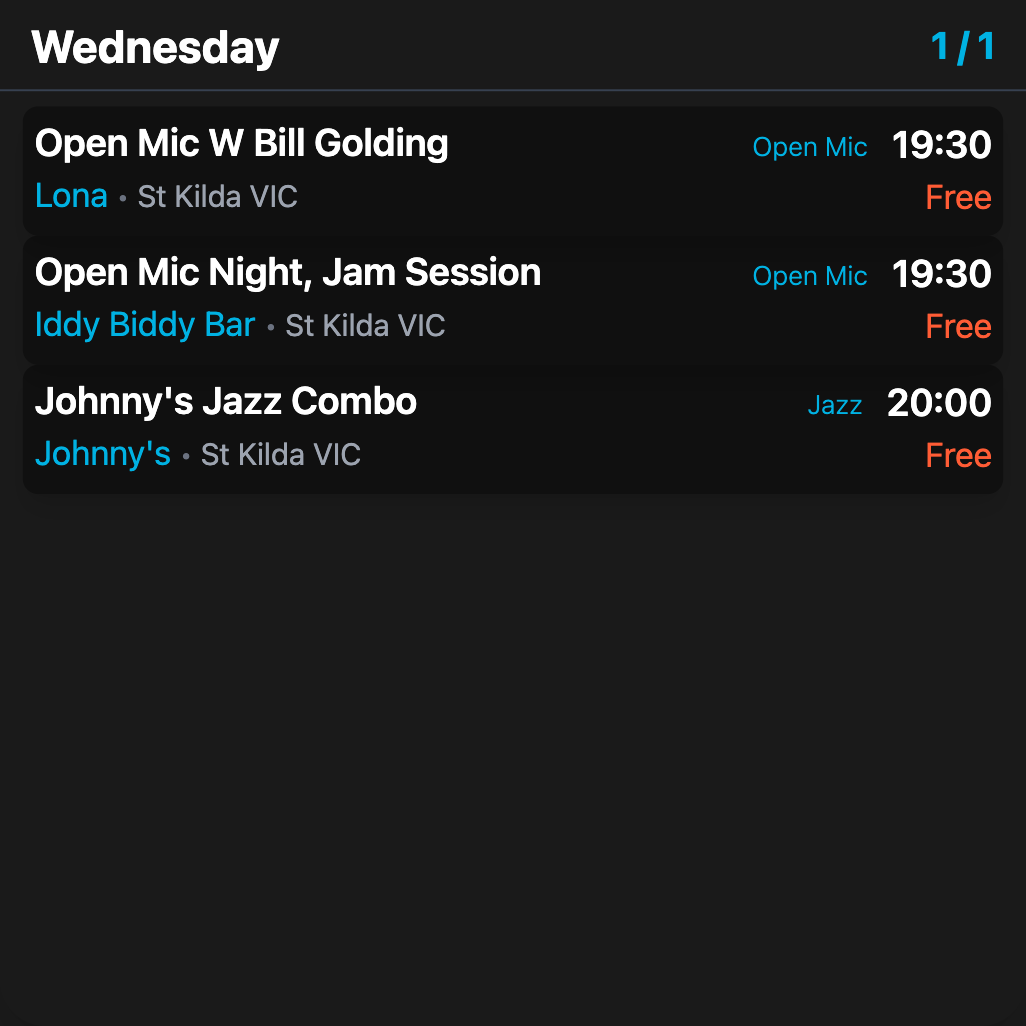 Wednesday 1 / 1
Open Mic W Bill Golding Open Mic 19:30
Lona • St Kilda VIC Free
Open Mic Night, Jam Session Open Mic 19:30
Iddy Biddy Bar • St Kilda VIC Free
Johnny's Jazz Combo Jazz 20:00
Johnny's • St Kilda VIC Free